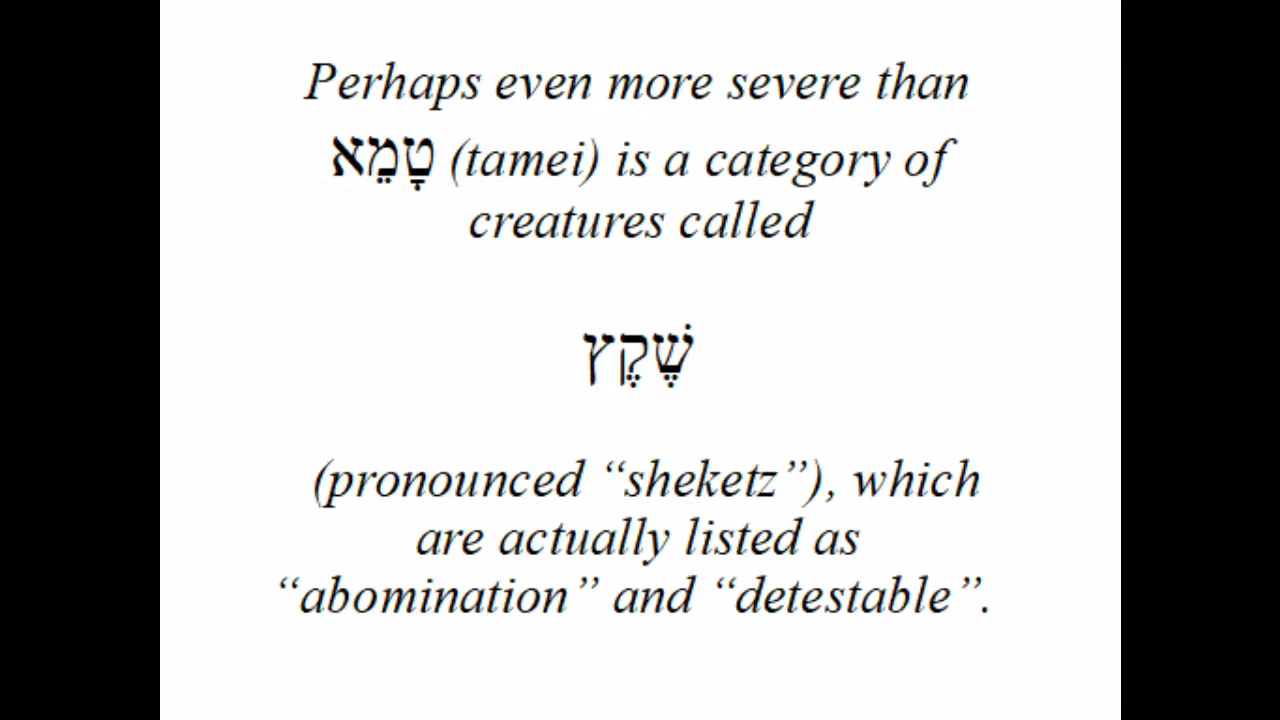 Perhaps even more severe than
טָמֵא (tamei) is a category of
creatures called
שֶׁקֶץ
(pronounced “sheketz”), which
are actually listed as
“abomination” and “detestable”.